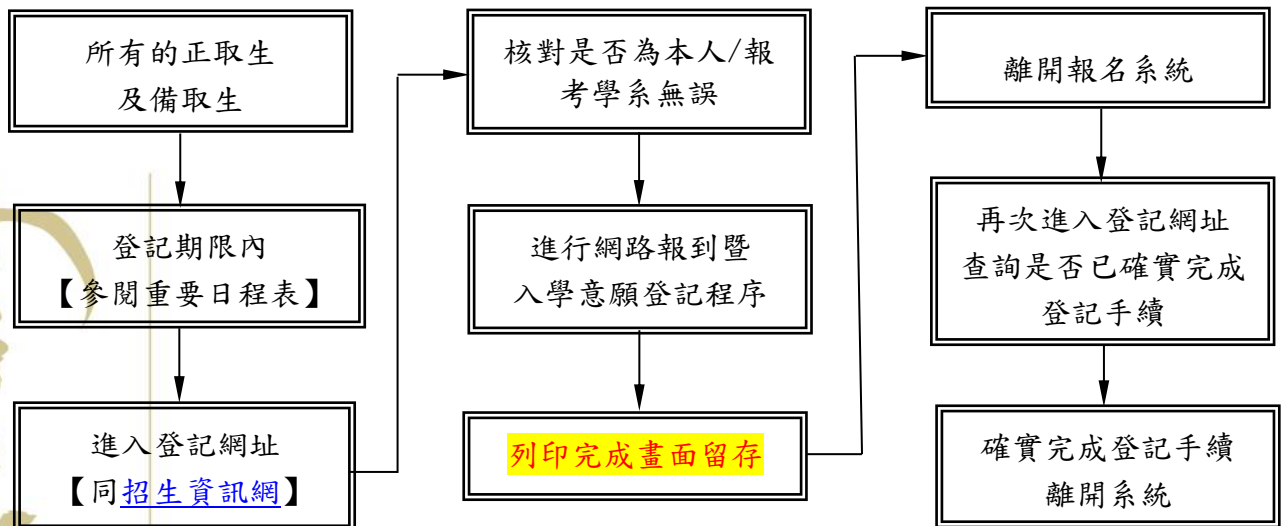 所有的正取生
及備取生
登記期限內
【參閱重要日程表】
進入登記網址
【同招生資訊網】
核對是否為本人/報
考學系無誤
進行網路報到暨
入學意願登記程序
列印完成畫面留存
離開報名系統
再次進入登記網址
查詢是否已確實完成
登記手續
確實完成登記手續
離開系統